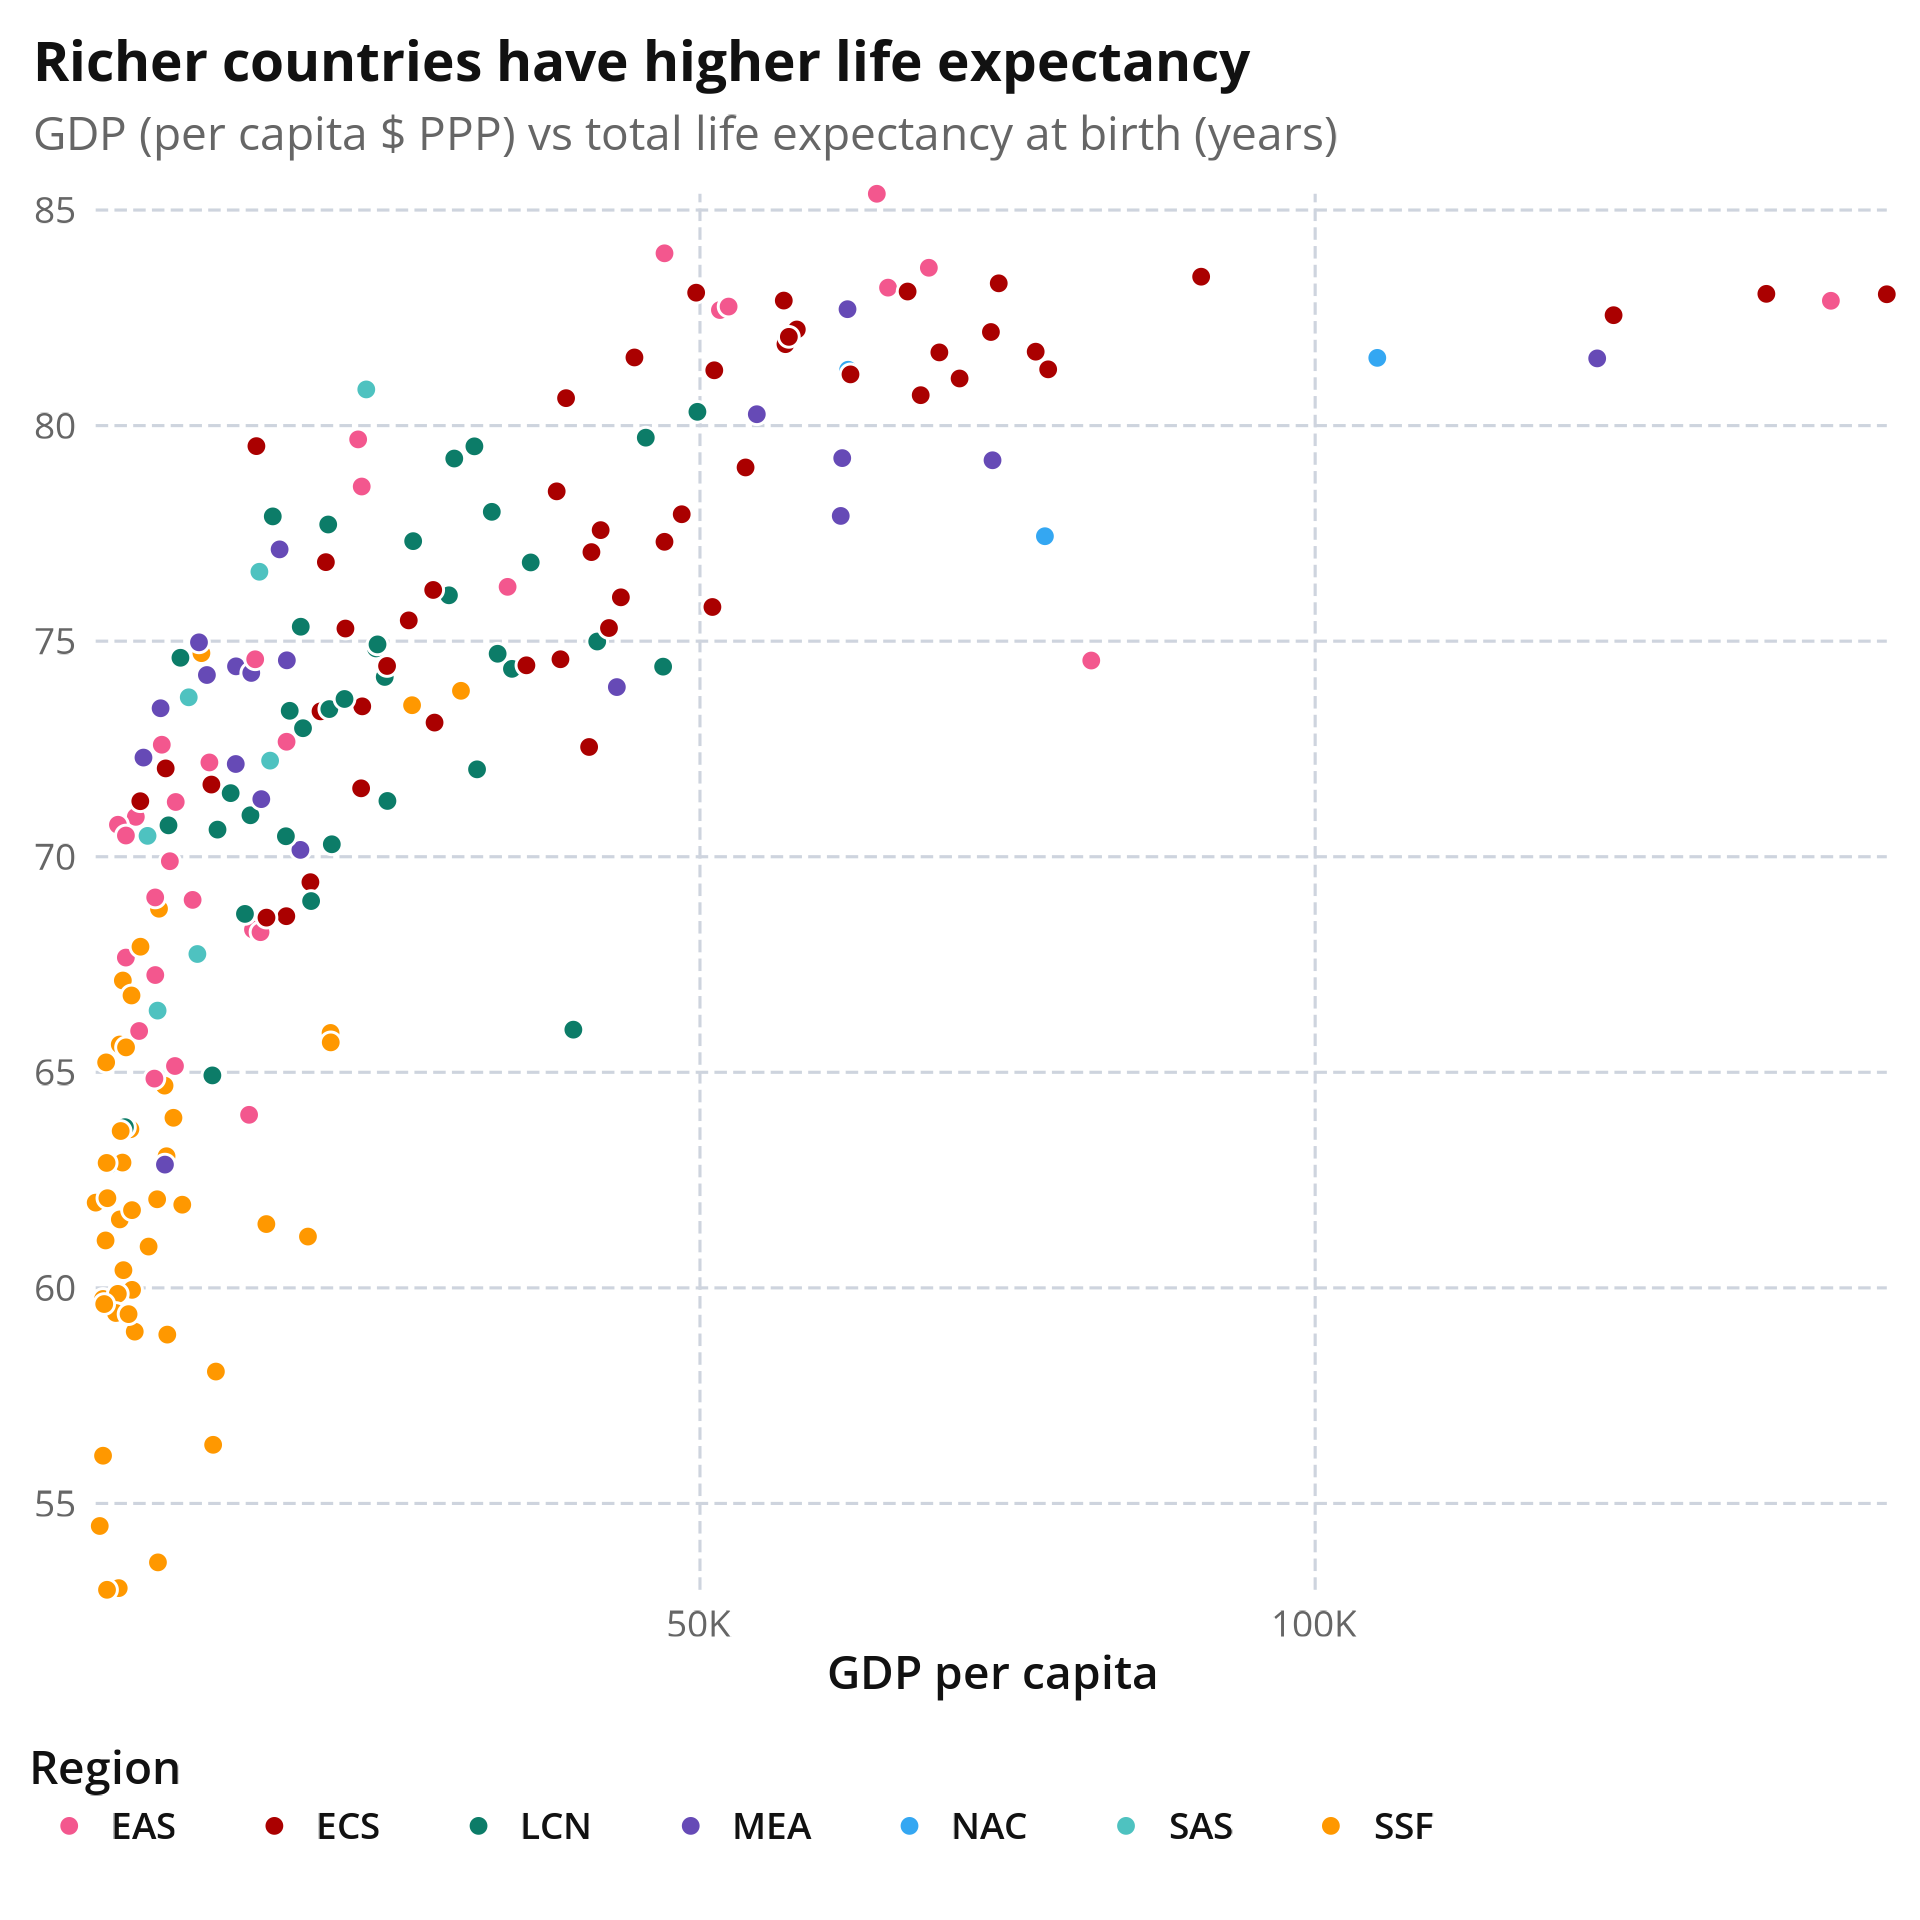 Richer countries have higher life expectancy
GDP (per capita $ PPP) vs total life expectancy at birth (years)
85
80
75
70
65
60
55
50K 100K
GDP per capita
Region
EAS ECS LCN MEA NAC SAS SSF